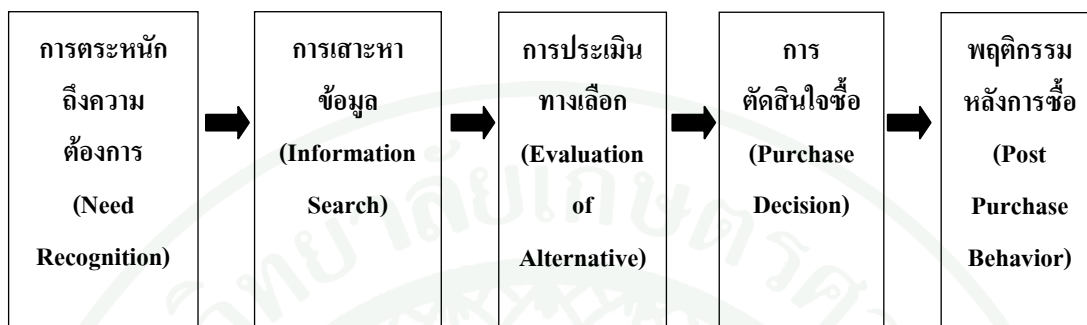 การตระหนัก
ถึงความ
ต้องการ
(Need
Recognition)
การเสาะหา
ข้อมูล
(Information
Search)
การประเมิน
ทางเลือก
(Evaluation
of
Alternative)
การ
ตัดสินใจซื้อ
(Purchase
Decision)
พฤติกรรม
หลังการซื้อ
(Post
Purchase
Behavior)